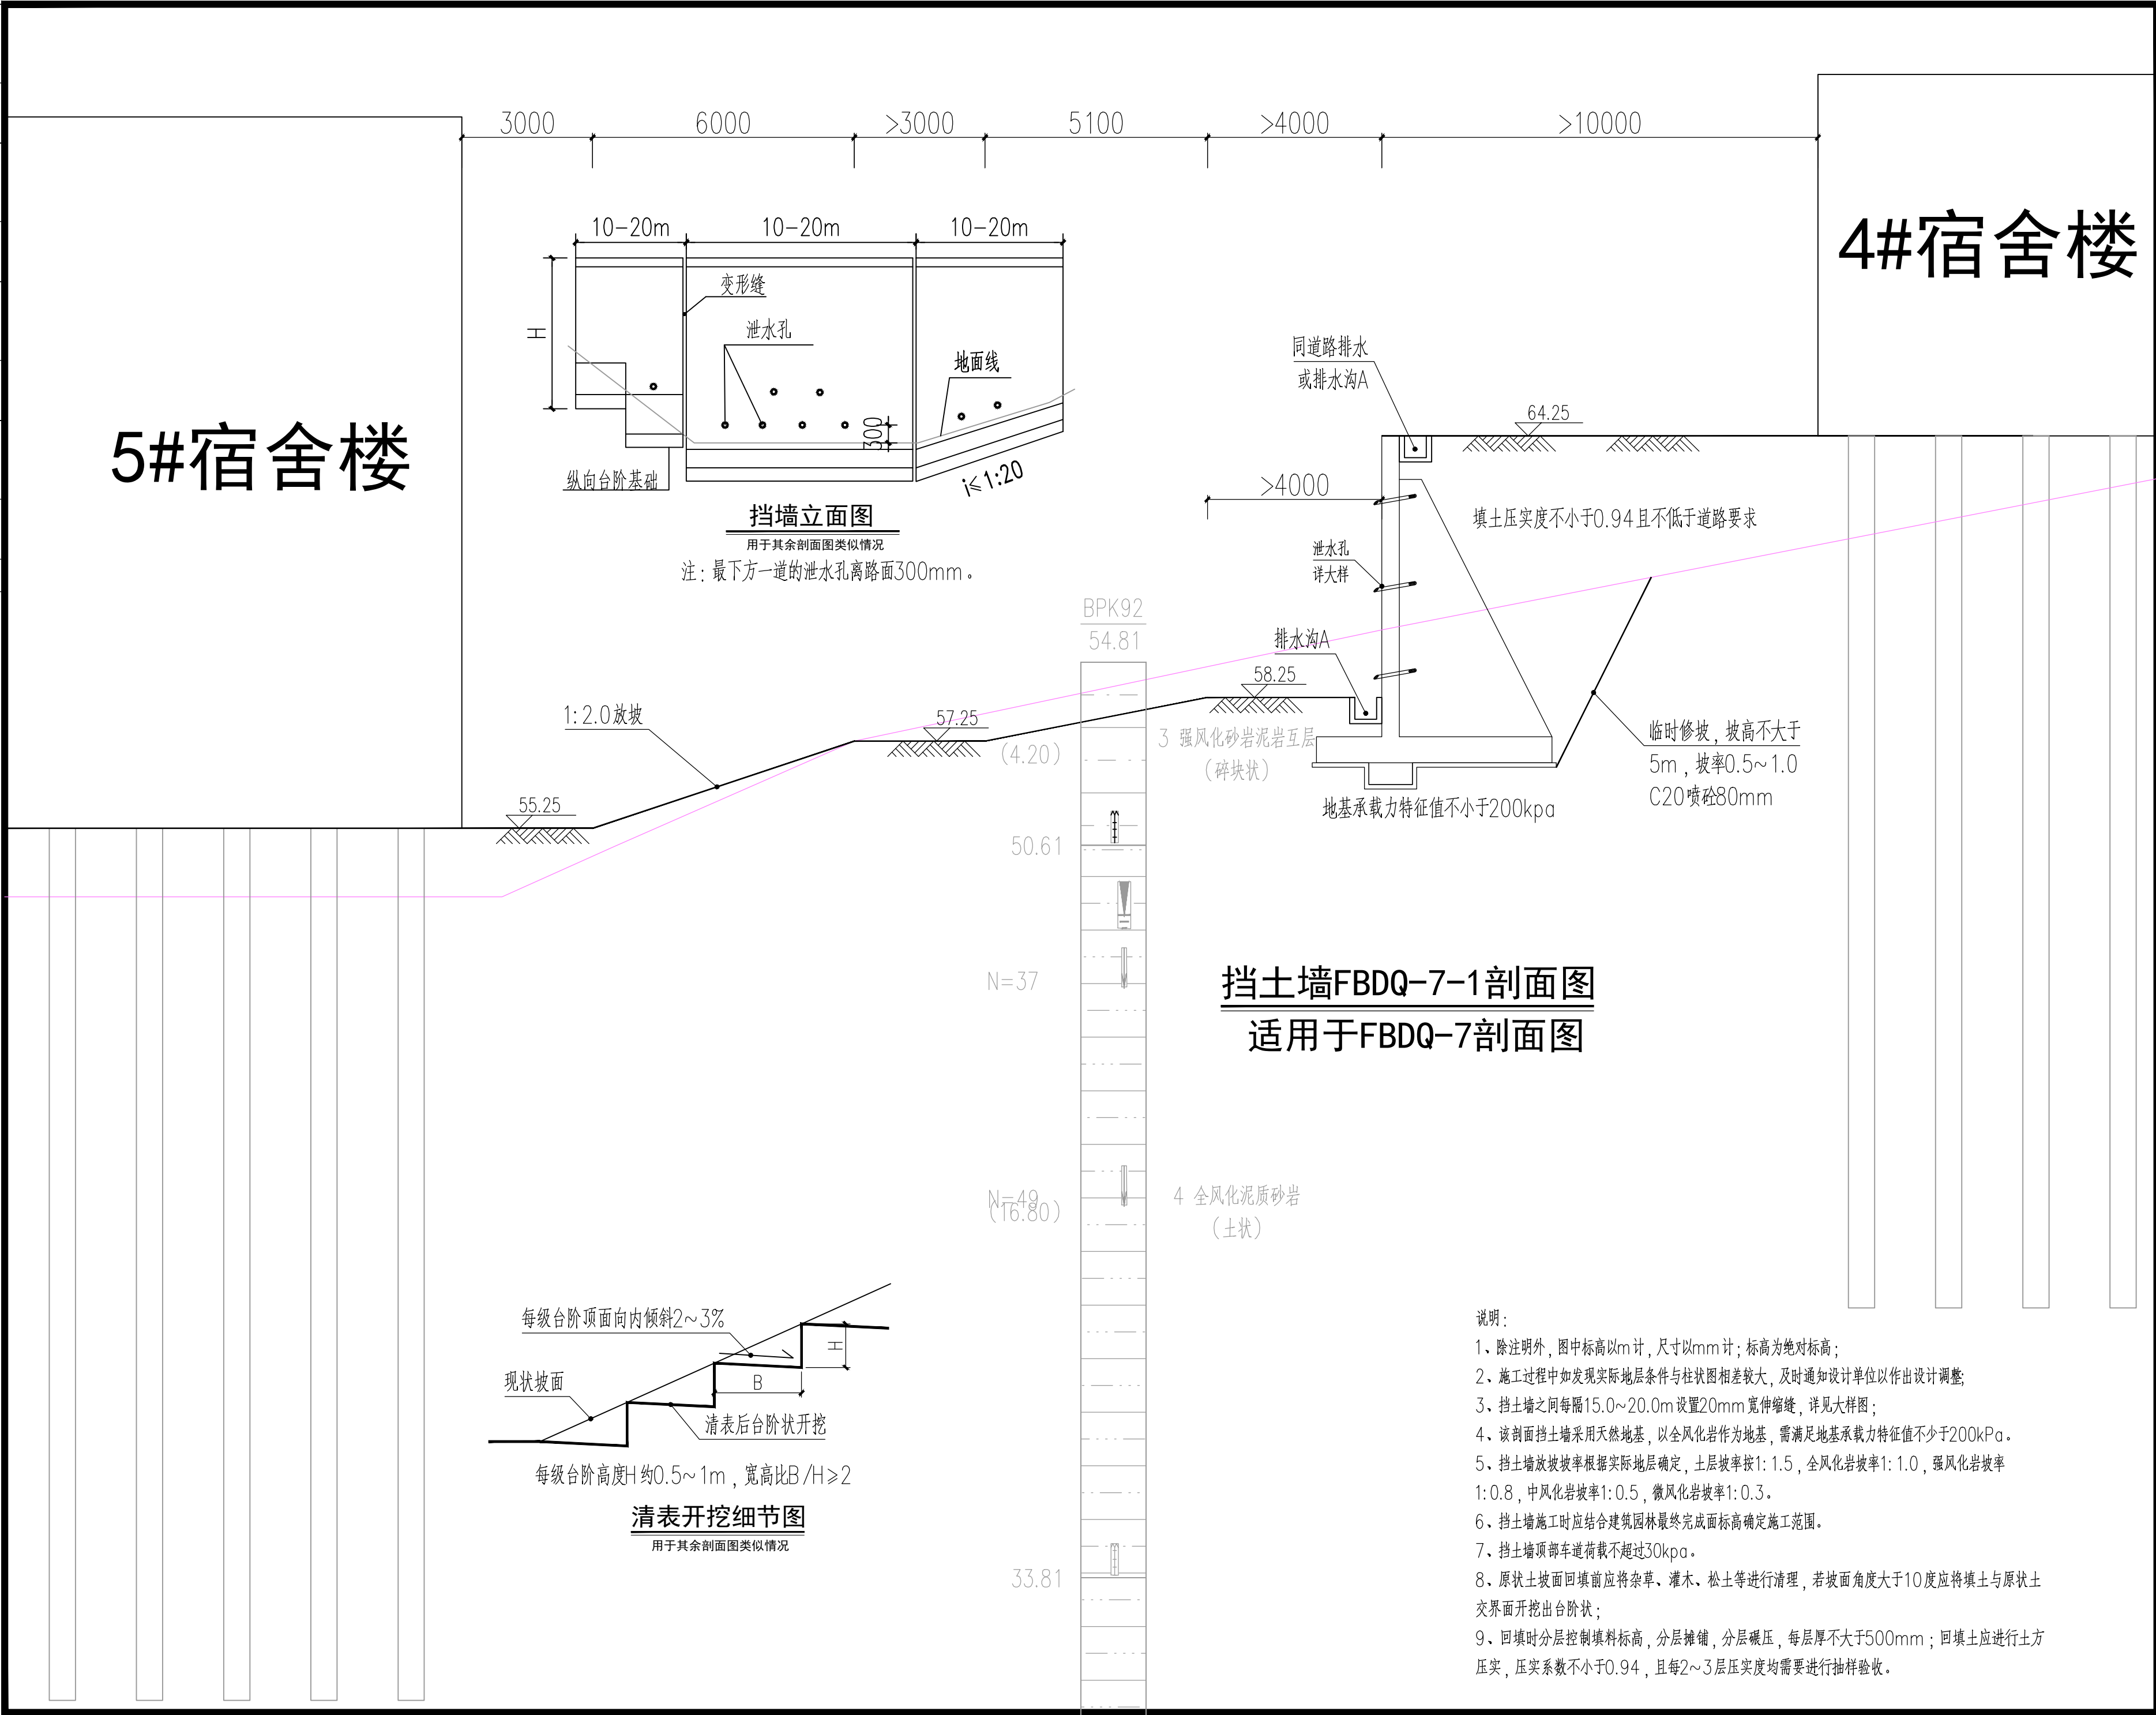 3000
6000
>3000
5100
>4000
>10000
5#宿舍楼
4#宿舍楼
10-20m
10-20m
10-20m
H
变形缝
泄水孔
地面线
300
纵向台阶基础
i≤1:20
挡墙立面图
用于其余剖面图类似情况
注：最下方一道的泄水孔离路面300mm。
同道路排水
或排水沟A
64.25
>4000
填土压实度不小于0.94且不低于道路要求
泄水孔
详大样
排水沟A
58.25
57.25
55.25
1:2.0放坡
临时修坡，坡高不大于
5m，坡率0.5~1.0
C20喷砼80mm
地基承载力特征值不小于200kpa
BPK92
54.81
(4.20)
3 强风化砂岩泥岩互层
(碎块状)
50.61
N=37
N=49
(16.80)
4 全风化泥质砂岩
(土状)
33.81
挡土墙FBDQ-7-1剖面图
适用于FBDQ-7剖面图
每级台阶顶面向内倾斜2~3%
H
B
现状坡面
清表后台阶状开挖
每级台阶高度H约0.5~1m，宽高比B/H≥2
清表开挖细节图
用于其余剖面图类似情况
说明：
1、除注明外，图中标高以m计，尺寸以mm计；标高为绝对标高；
2、施工过程中如发现实际地层条件与柱状图相差较大，及时通知设计单位以作出设计调整;
3、挡土墙之间每隔15.0~20.0m设置20mm宽伸缩缝，详见大样图；
4、该剖面挡土墙采用天然地基，以全风化岩作为地基，需满足地基承载力特征值不少于200kPa。
5、挡土墙放坡坡率根据实际地层确定，土层坡率按1:1.5，全风化岩坡率1:1.0，强风化岩坡率
1:0.8，中风化岩坡率1:0.5，微风化岩坡率1:0.3。
6、挡土墙施工时应结合建筑园林最终完成面标高确定施工范围。
7、挡土墙顶部车道荷载不超过30kpa。
8、原状土坡面回填前应将杂草、灌木、松土等进行清理，若坡面角度大于10度应将填土与原状土
交界面开挖出台阶状；
9、回填时分层控制填料标高，分层摊铺，分层碾压，每层厚不大于500mm；回填土应进行土方
压实，压实系数不小于0.94，且每2~3层压实度均需要进行抽样验收。